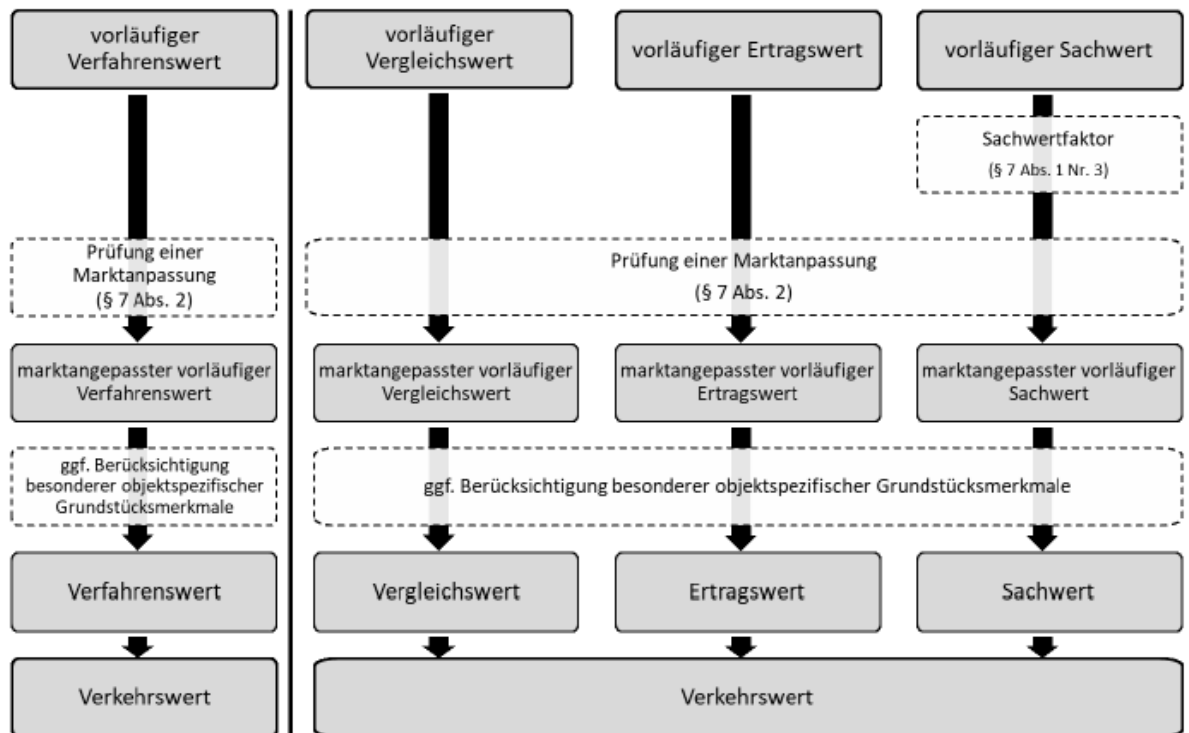 vorläufiger
Verfahrenswert
vorläufiger
Vergleichswert
vorläufiger Ertragswert
vorläufiger Sachwert
Sachwertfaktor
(§ 7 Abs. 1 Nr. 3)
Prüfung einer
Marktanpassung
(§ 7 Abs. 2)
Prüfung einer Marktanpassung
(§ 7 Abs. 2)
marktangepasster vorläufiger
Verfahrenswert
marktangepasster vorläufiger
Vergleichswert
marktangepasster vorläufiger
Ertragswert
marktangepasster vorläufiger
Sachwert
ggf. Berücksichtigung
besonderer objektspezifischer
Grundstücksmerkmale
ggf. Berücksichtigung besonderer objektspezifischer Grundstücksmerkmale
Verfahrenswert
Vergleichswert
Ertragswert
Sachwert
Verkehrswert
Verkehrswert